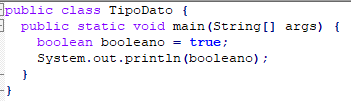 public class TipoDato {
  public static void main(String[] args) {
    boolean booleano = true;
    System.out.println(booleano);
  }
}